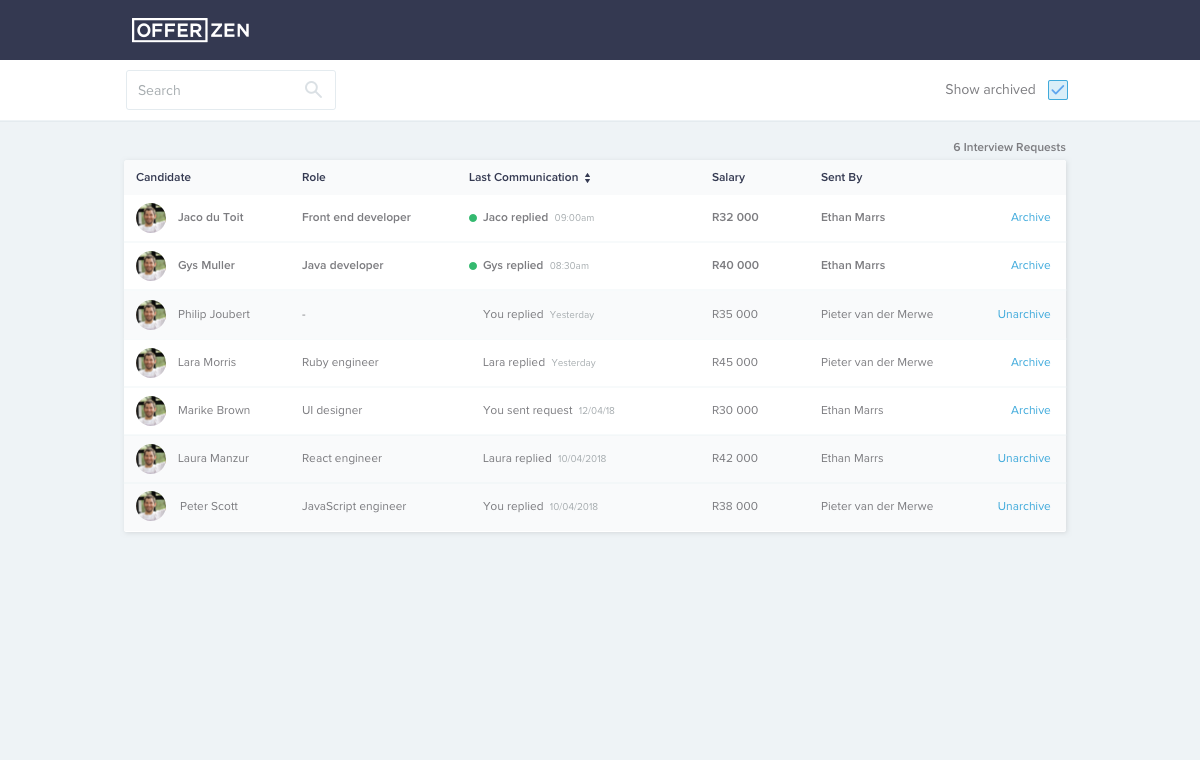 OFFERZEN
Search
Show archived
6 Interview Requests
Candidate Role Last Communication Salary Sent By
Jaco du Toit Front end developer Jaco replied 09:00am R32 000 Ethan Marrs Archive
Gys Muller Java developer Gys replied 08:30am R40 000 Ethan Marrs Archive
Philip Joubert - You replied Yesterday R35 000 Pieter van der Merwe Unarchive
Lara Morris Ruby engineer Lara replied Yesterday R45 000 Pieter van der Merwe Archive
Marike Brown UI designer You sent request 12/04/18 R30 000 Ethan Marrs Archive
Laura Manzur React engineer Laura replied 10/04/2018 R42 000 Ethan Marrs Unarchive
Peter Scott JavaScript engineer You replied 10/04/2018 R38 000 Pieter van der Merwe Unarchive